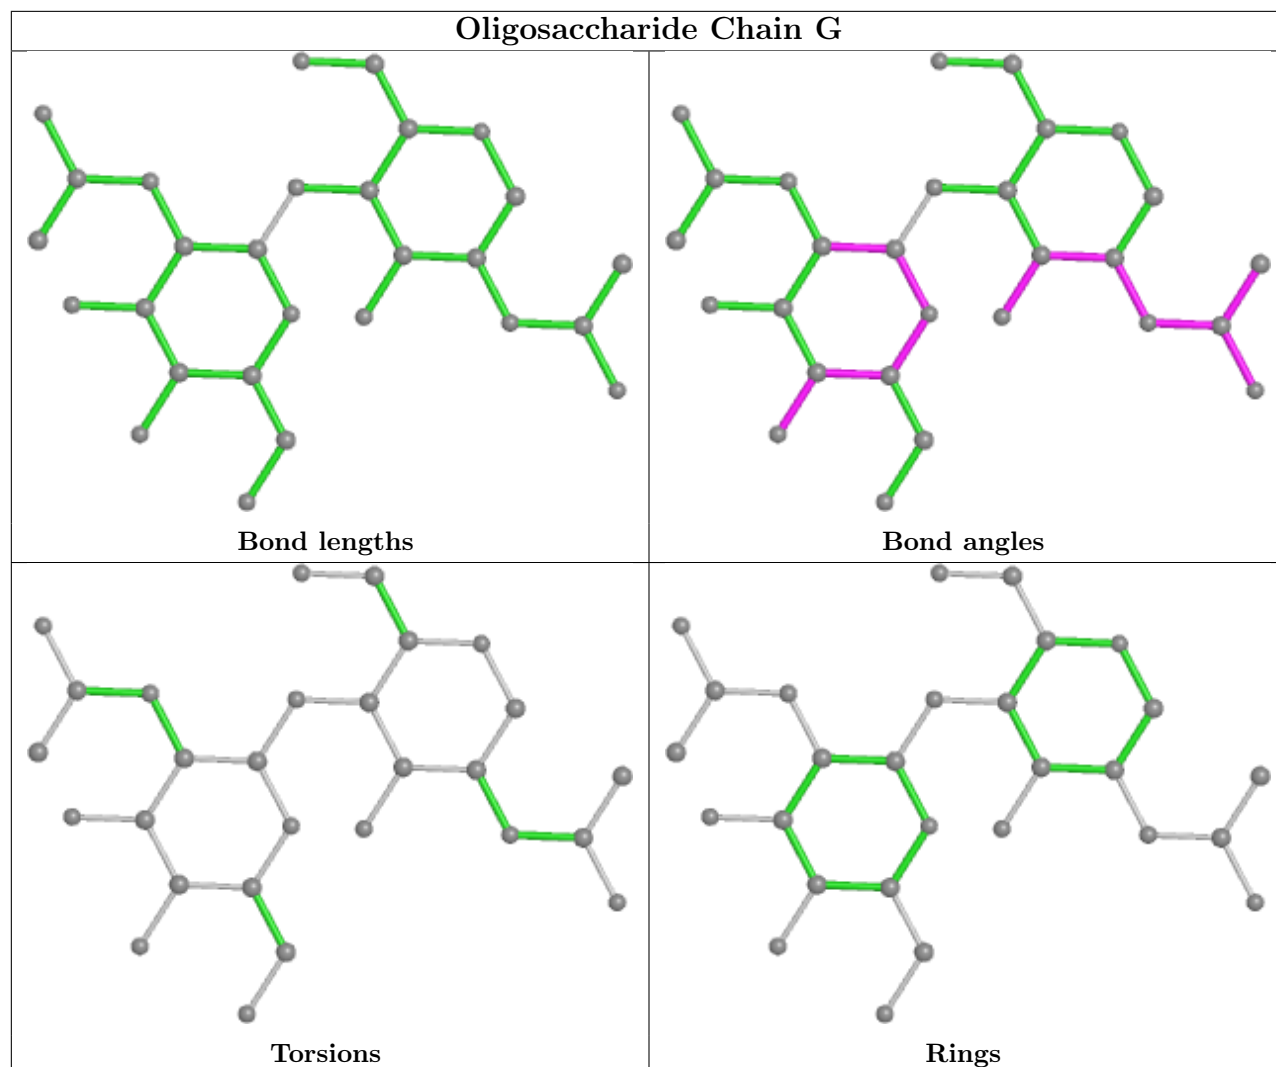 Oligosaccharide Chain G
Bond lengths
Bond angles
Torsions
Rings